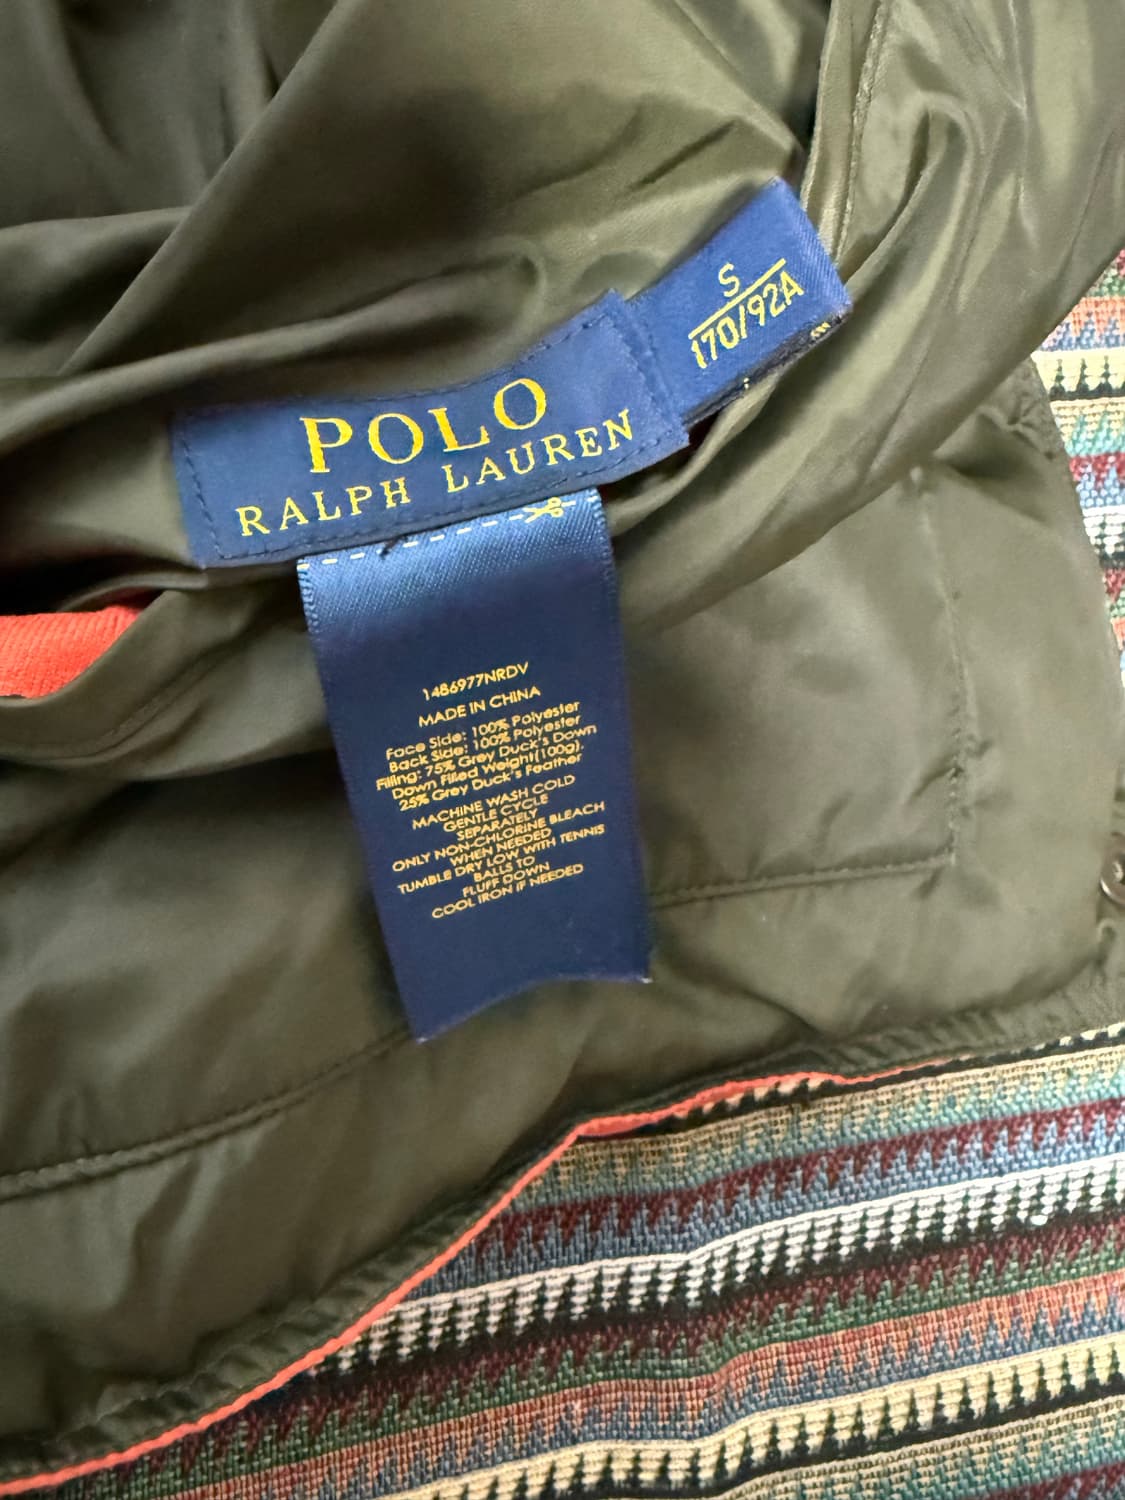 S
170/92A
POLO
RALPH LAUREN
1486977NRDV
MADE IN CHINA
Face Side: 100% Polyester
Back Side: 100% Polyester
Filling: 75% Grey Duck's Down
Down Filled Weight(100g),
25% Grey Duck's Feather
MACHINE WASH COLD
GENTLE CYCLE
SEPARATELY
ONLY NON-CHLORINE BLEACH
WHEN NEEDED
TUMBLE DRY LOW WITH TENNIS
BALLS TO
FLUFF DOWN
COOL IRON IF NEEDED